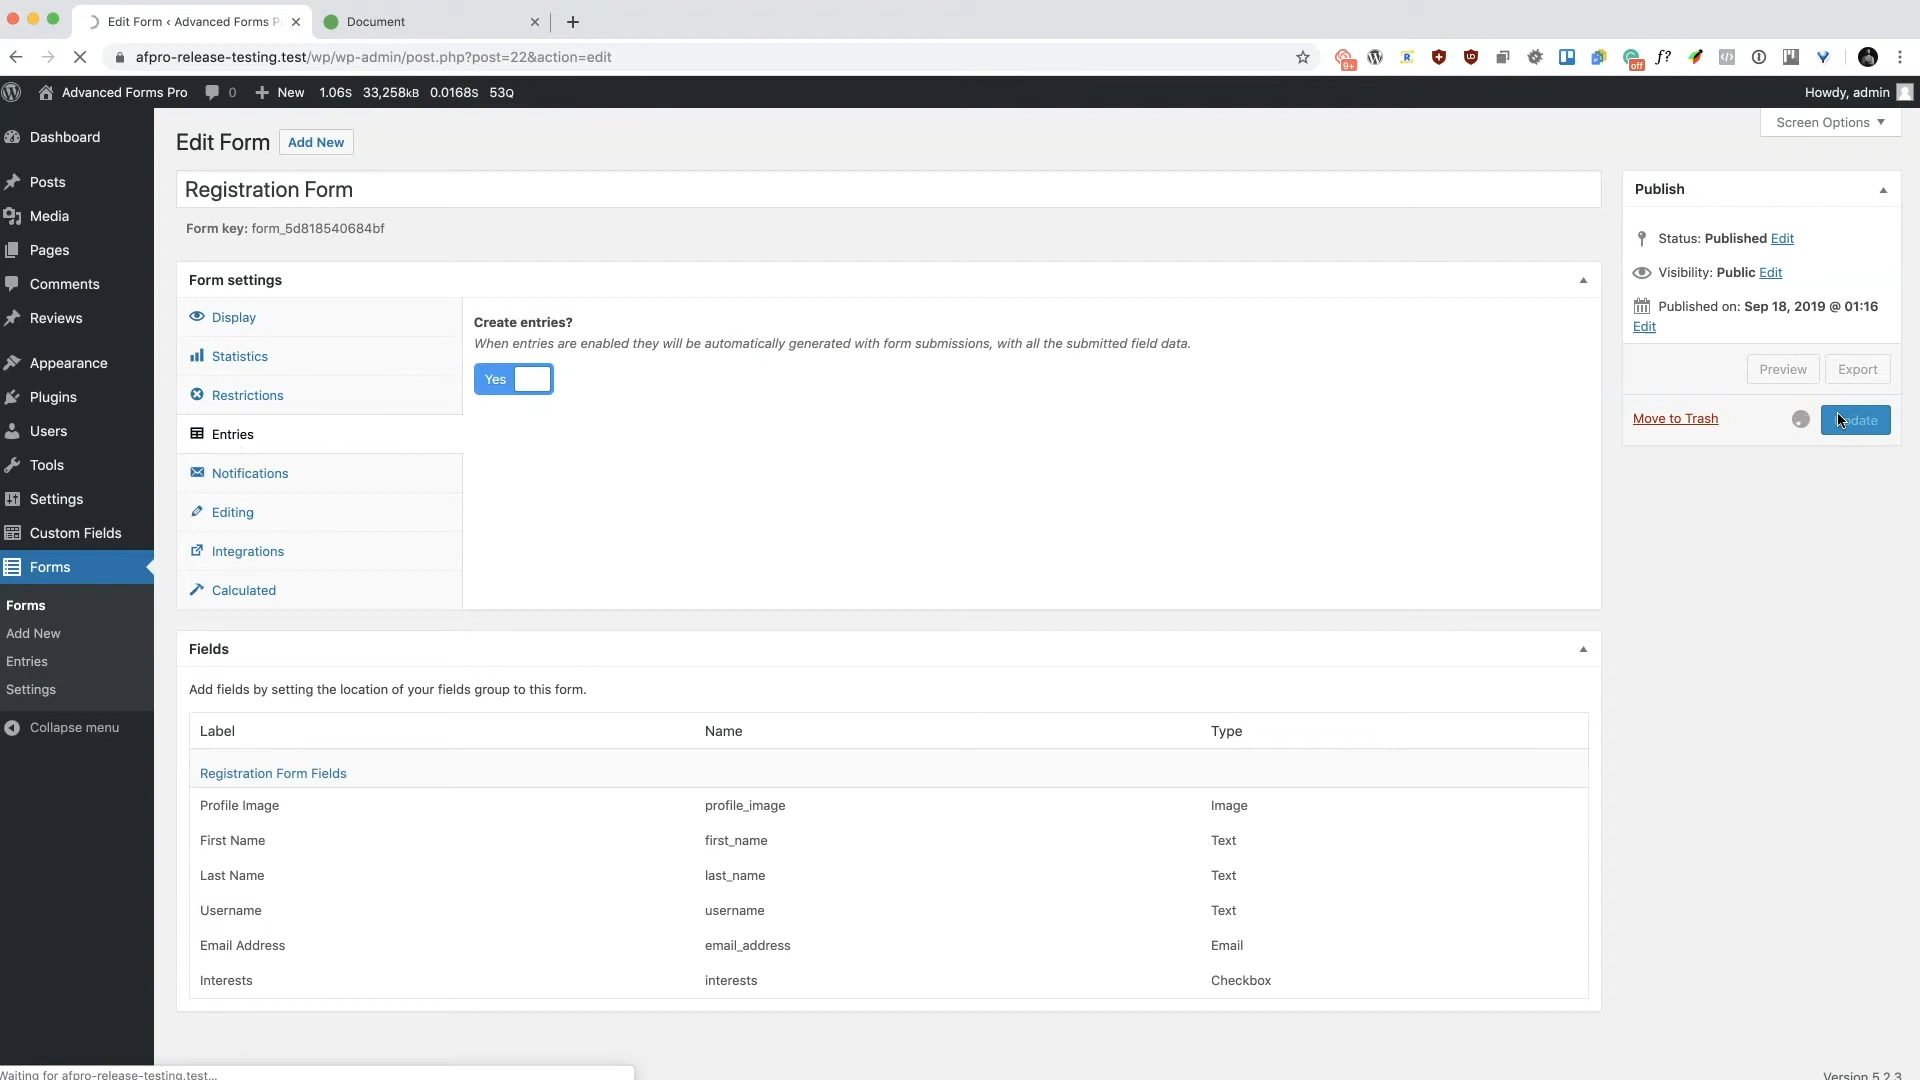 Edit Form ‹ Advanced Forms P
Document
afpro-release-testing.test/wp/wp-admin/post.php?post=22&action=edit
9+
off
f?
Advanced Forms Pro
0
New
1.06S 33,258KB 0.0168S 53Q
Howdy, admin
Screen Options
Dashboard
Posts
Media
Pages
Comments
Reviews
Appearance
Plugins
Users
Tools
Settings
Custom Fields
Forms
Forms
Add New
Entries
Settings
Collapse menu
Edit Form
Add New
Registration Form
Form key: form_5d818540684bf
Form settings
Display
Statistics
Restrictions
Entries
Notifications
Editing
Integrations
Calculated
Create entries?
When entries are enabled they will be automatically generated with form submissions, with all the submitted field data.
Yes
Fields
Add fields by setting the location of your fields group to this form.
Label Name Type
Registration Form Fields
Profile Image profile_image Image
First Name first_name Text
Last Name last_name Text
Username username Text
Email Address email_address Email
Interests interests Checkbox
Publish
Status: Published Edit
Visibility: Public Edit
Published on: Sep 18, 2019 @ 01:16
Edit
Preview
Export
Move to Trash
Update
Waiting for afpro-release-testing.test...
Version 5.2.3